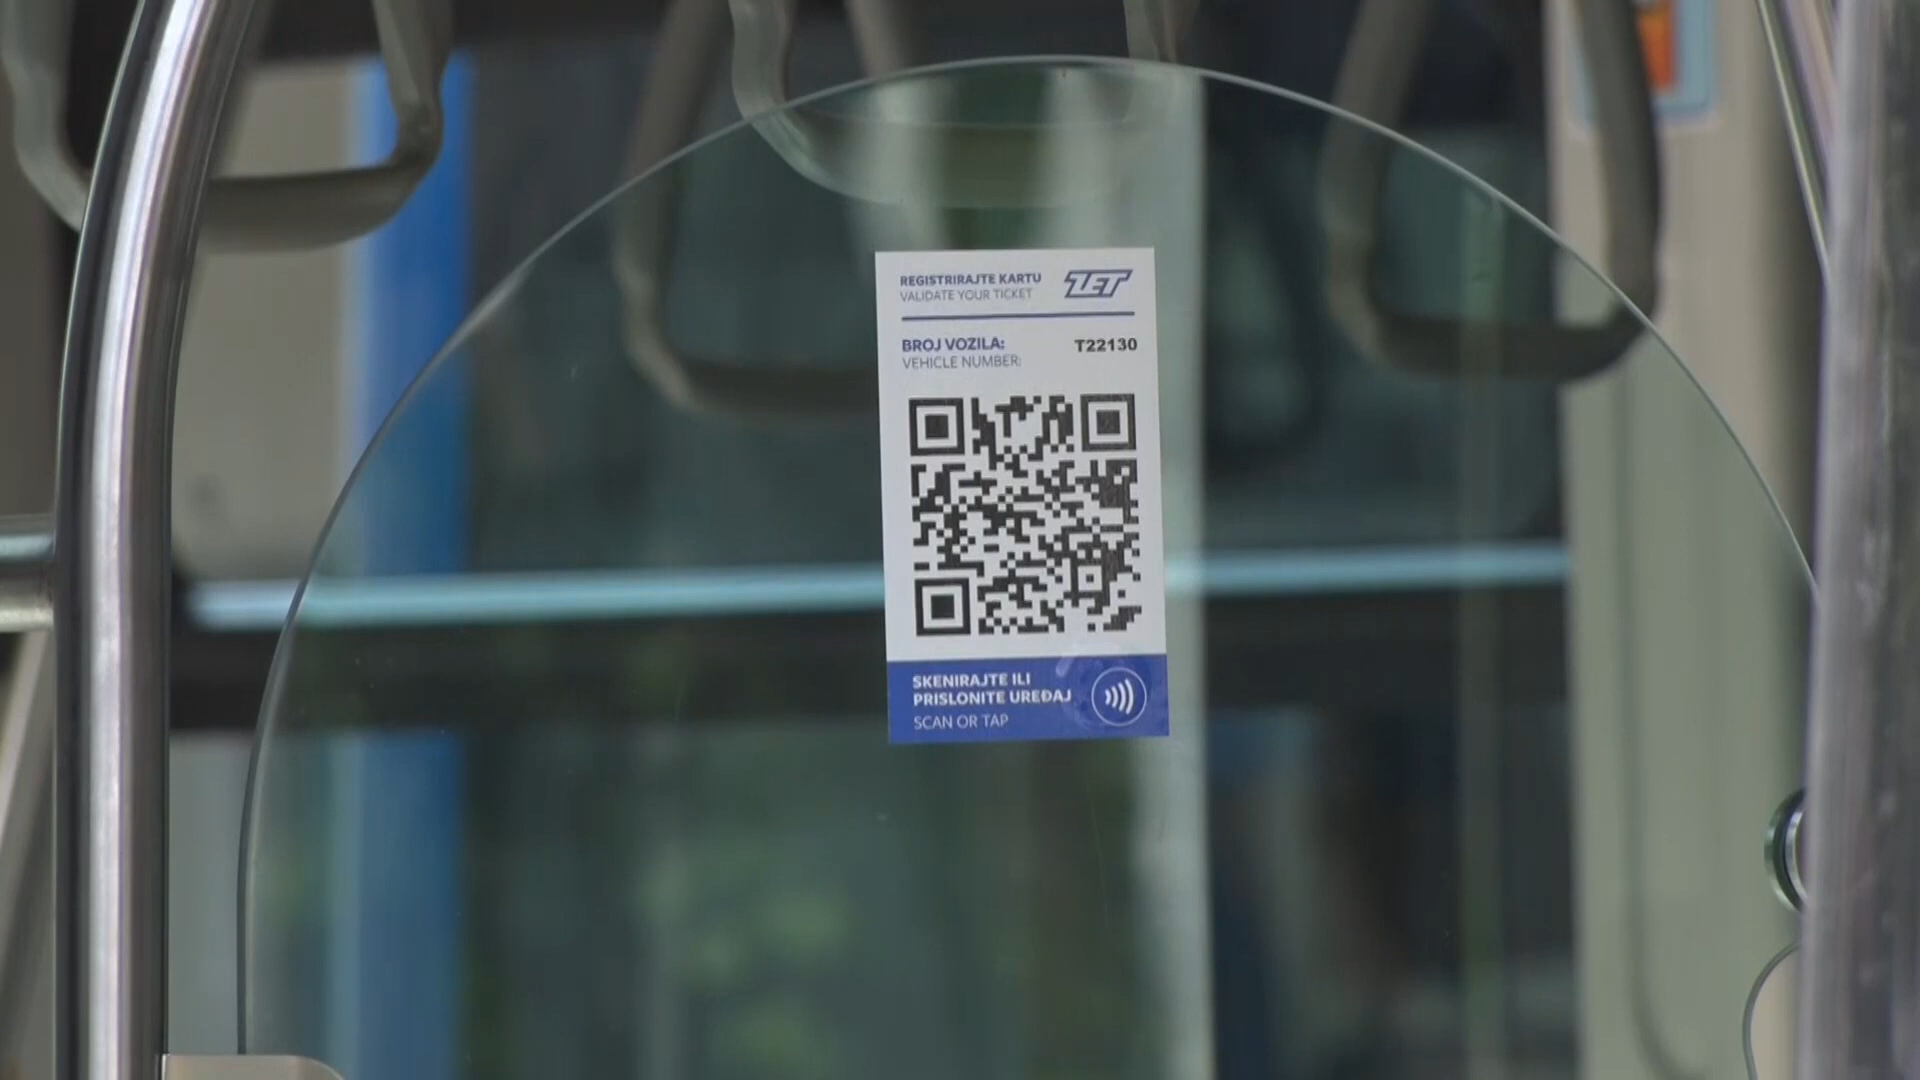 REGISTRIRAJTE KARTU
VALIDATE YOUR TICKET
ZET
BROJ VOZILA:
VEHICLE NUMBER:
T22130
SKENIRAJTE ILI
PRISLONITE UREĐAJ
SCAN OR TAP